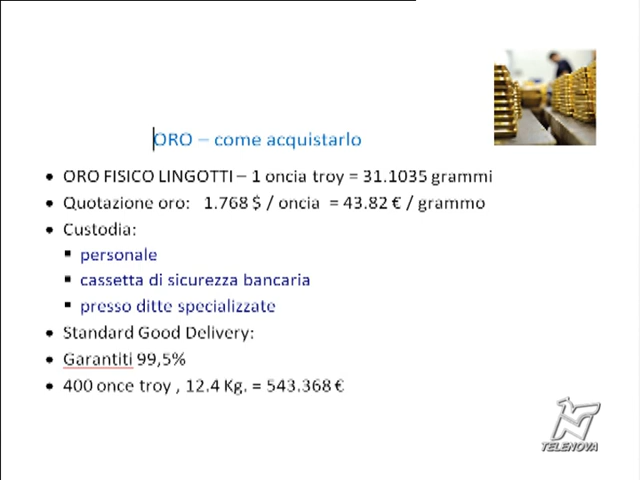 ORO – come acquistarlo
• ORO FISICO LINGOTTI – 1 oncia troy = 31.1035 grammi
• Quotazione oro: 1.768 $ / oncia = 43.82 € / grammo
• Custodia:
▪ personale
▪ cassetta di sicurezza bancaria
▪ presso ditte specializzate
• Standard Good Delivery:
• Garantiti 99,5%
• 400 once troy , 12.4 Kg. = 543.368 €
TELENOVA